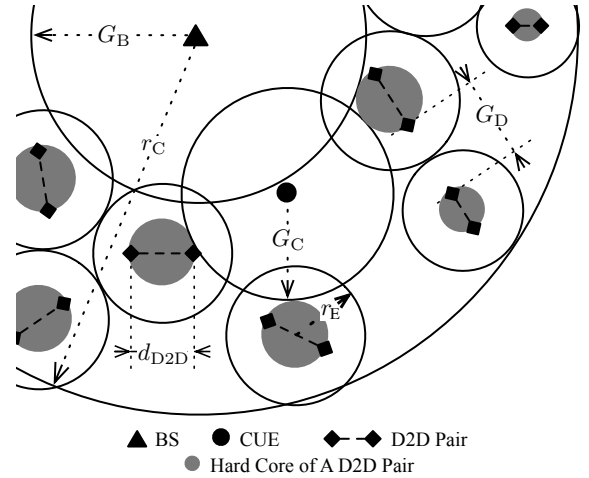 G_B
r_C
G_D
G_C
r_E
d_D2D
BS CUE D2D Pair
Hard Core of A D2D Pair